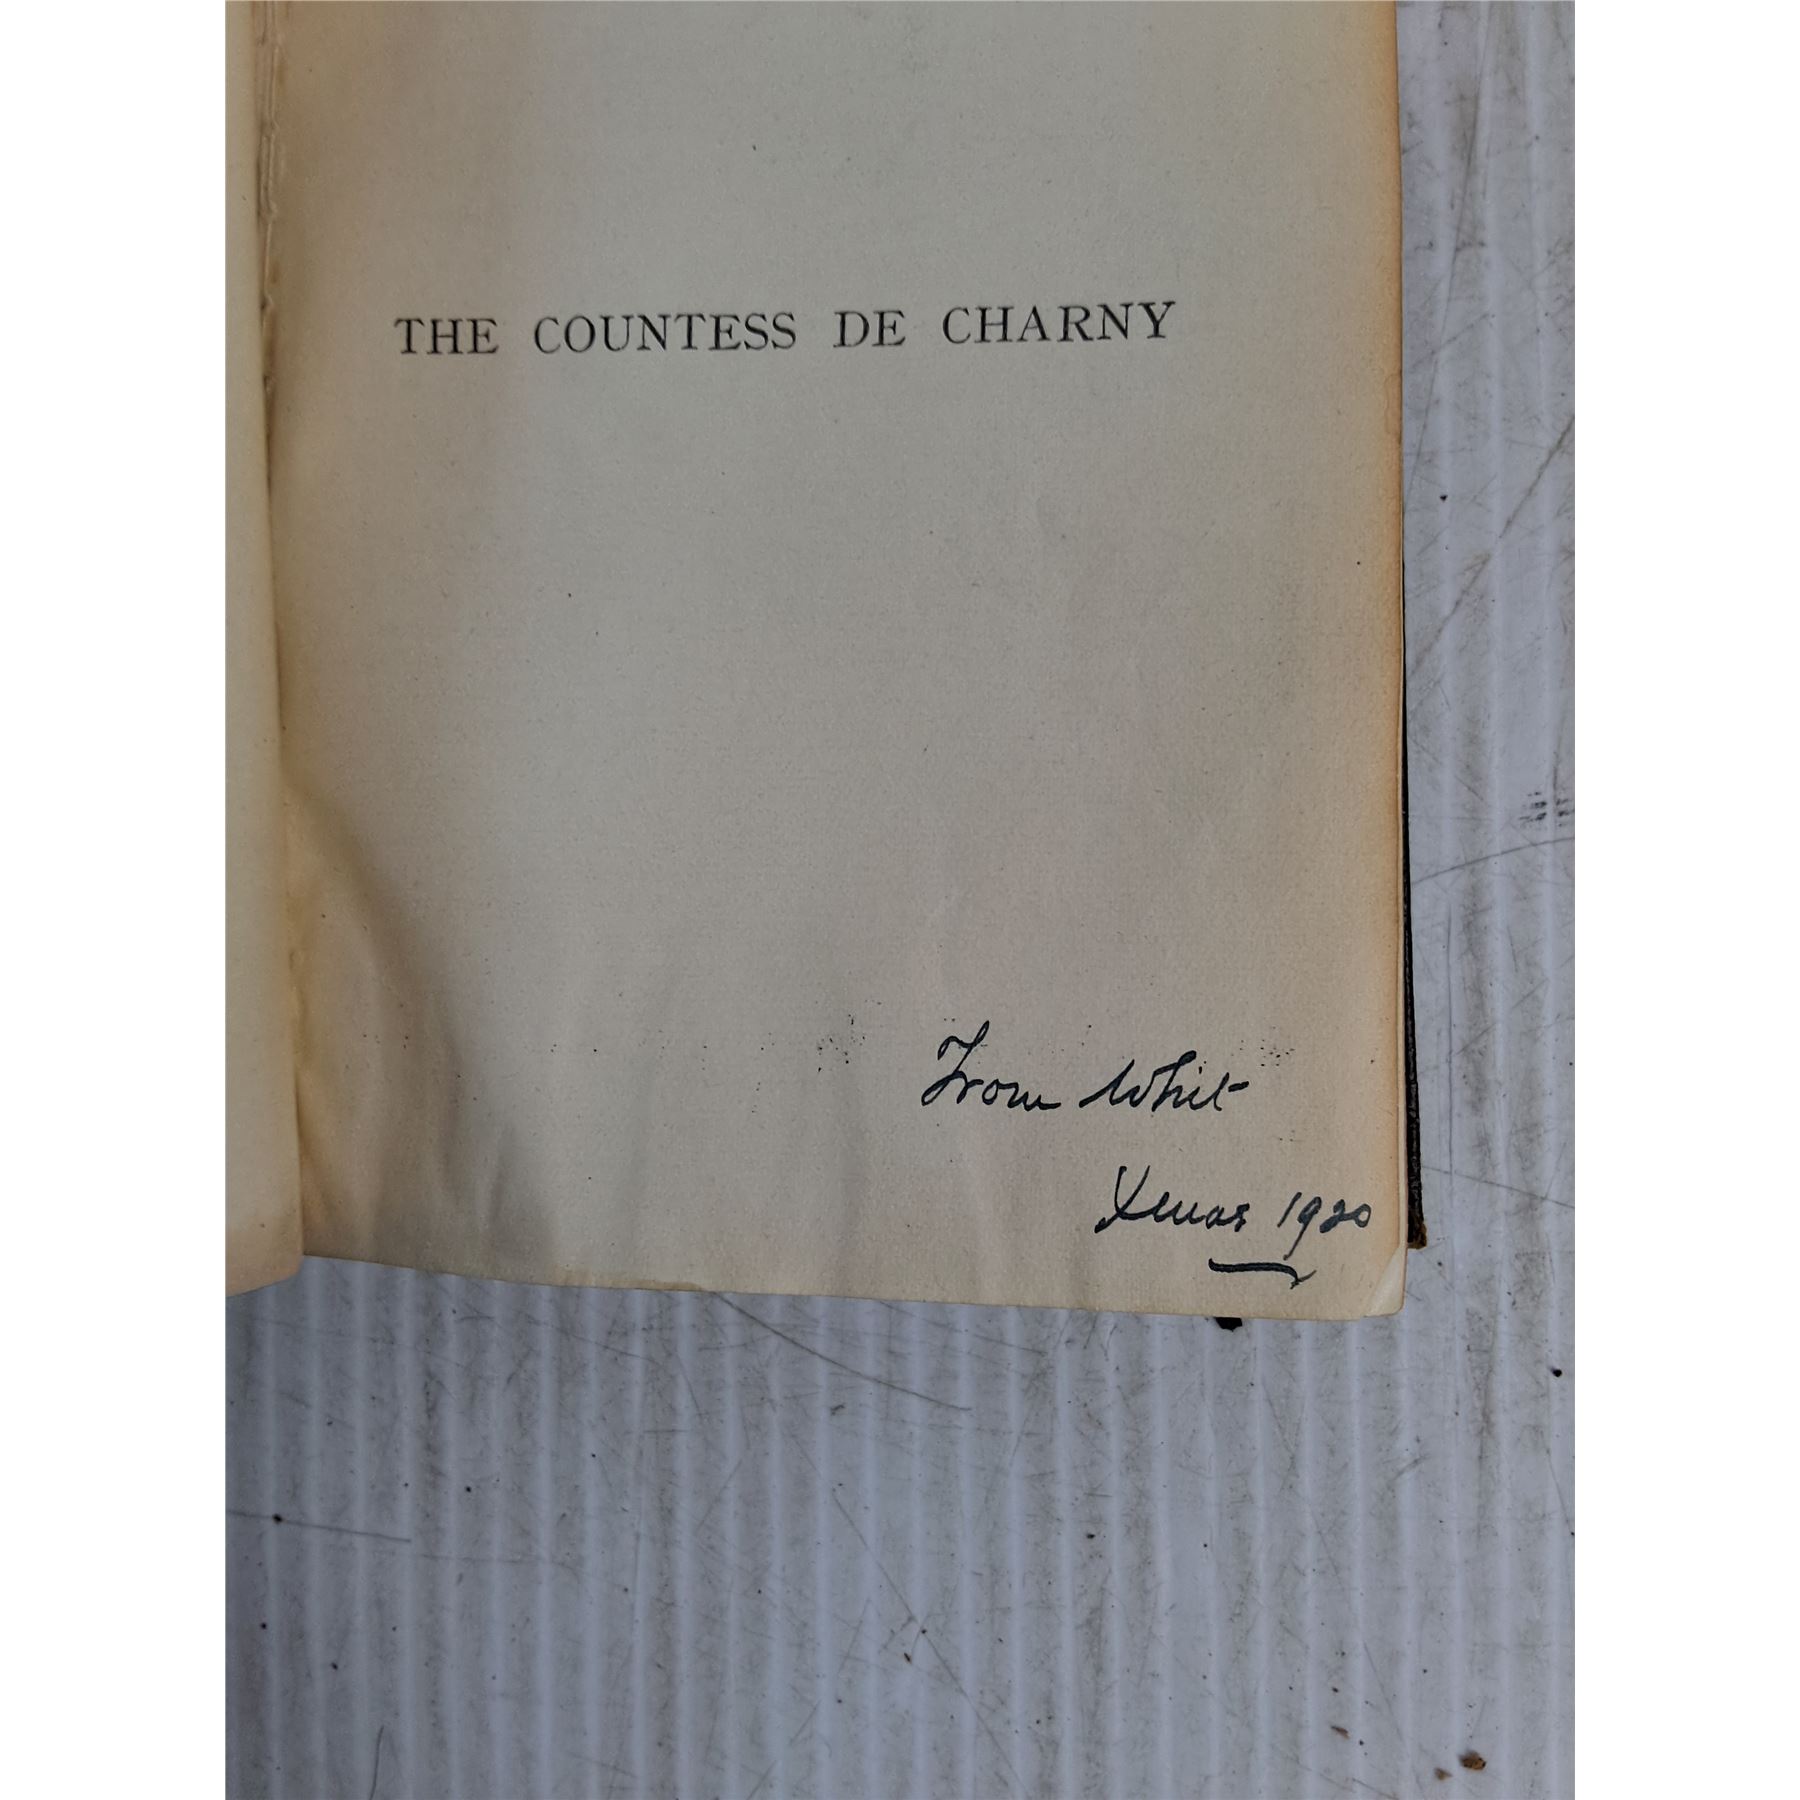 THE COUNTESS DE CHARNY
From Whit
Xmas 1920